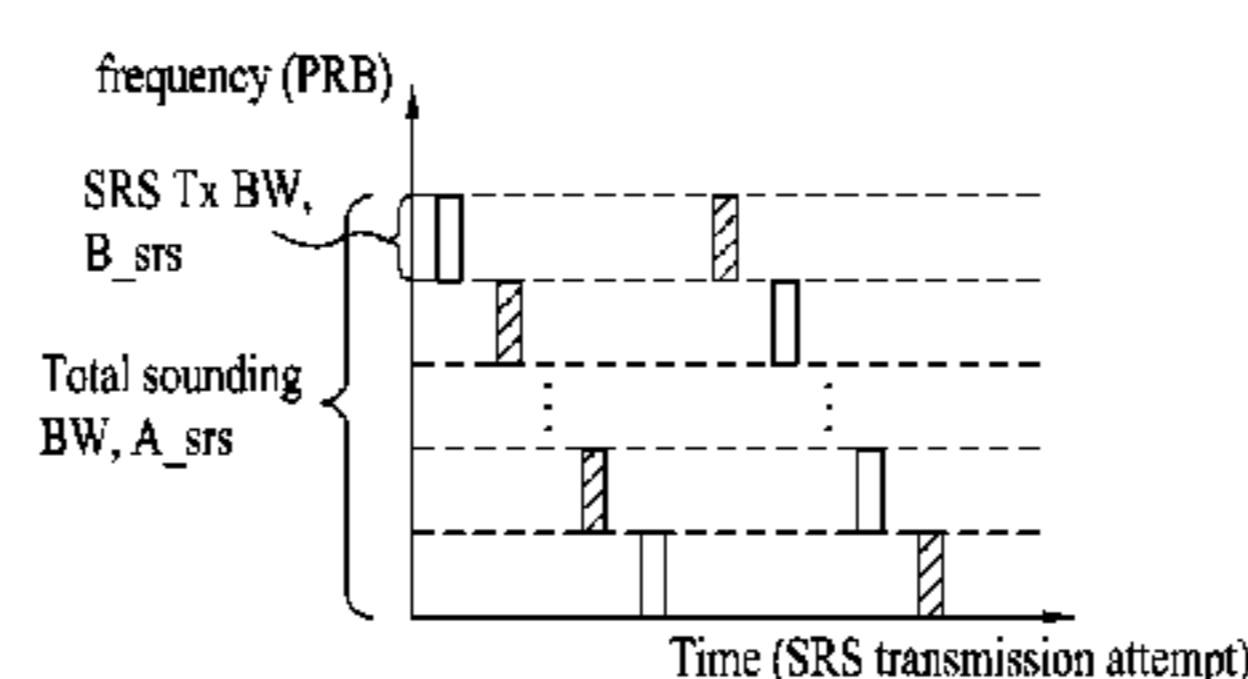 frequency (PRB)
SRS Tx BW,
B_srs
Total sounding
BW, A_srs
Time (SRS transmission attempt)